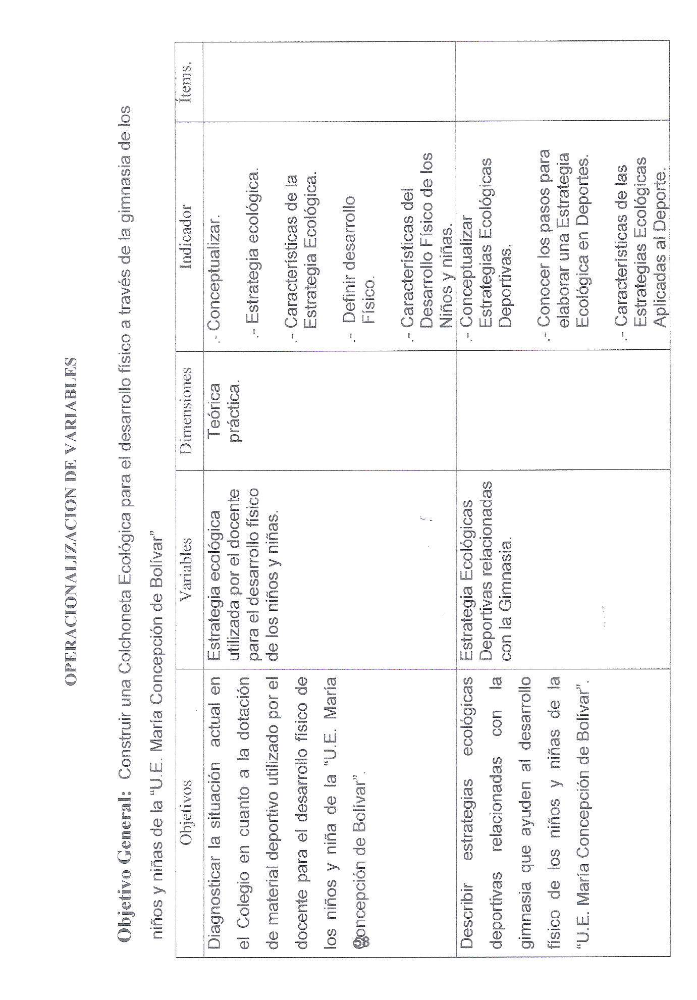 OPERACIONALIZACION DE VARIABLES
Objetivo General: Construir una Colchoneta Ecológica para el desarrollo físico a través de la gimnasia de los
niños y niñas de la “U.E. María Concepción de Bolívar”
Objetivos
Variables
Dimensiones
Indicador
Ítems.
Diagnosticar la situación actual en
el Colegio en cuanto a la dotación
de material deportivo utilizado por el
docente para el desarrollo físico de
los niños y niña de la “U.E. María
Concepción de Bolívar”.
Estrategia ecológica
utilizada por el docente
para el desarrollo físico
de los niños y niñas.
Teórica
práctica.
.- Conceptualizar.
.- Estrategia ecológica.
.- Características de la
Estrategia Ecológica.
.- Definir desarrollo
Físico.
.- Características del
Desarrollo Físico de los
Niños y niñas.
Describir estrategias ecológicas
deportivas relacionadas con la
gimnasia que ayuden al desarrollo
físico de los niños y niñas de la
“U.E. María Concepción de Bolívar”.
Estrategia Ecológicas
Deportivas relacionadas
con la Gimnasia.
.- Conceptualizar
Estrategias Ecológicas
Deportivas.
.- Conocer los pasos para
elaborar una Estrategia
Ecológica en Deportes.
.- Características de las
Estrategias Ecológicas
Aplicadas al Deporte.